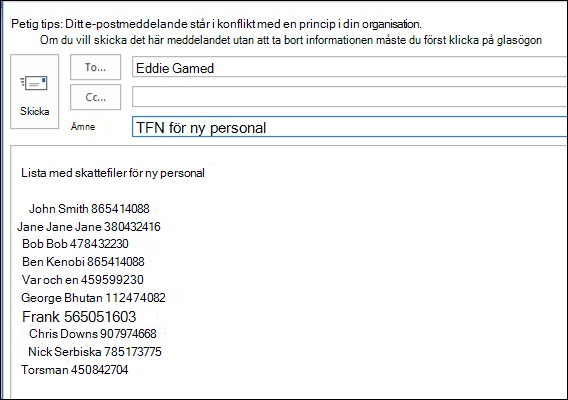 Petig tips: Ditt e-postmeddelande står i konflikt med en princip i din organisation.
Om du vill skicka det här meddelandet utan att ta bort informationen måste du först klicka på glasögon
To... Eddie Gamed
Cc...
Skicka
Ämne TFN för ny personal
Lista med skattefiler för ny personal
John Smith 865414088
Jane Jane Jane 380432416
Bob Bob 478432230
Ben Kenobi 865414088
Var och en 459599230
George Bhutan 112474082
Frank 565051603
Chris Downs 907974668
Nick Serbiska 785173775
Torsman 450842704